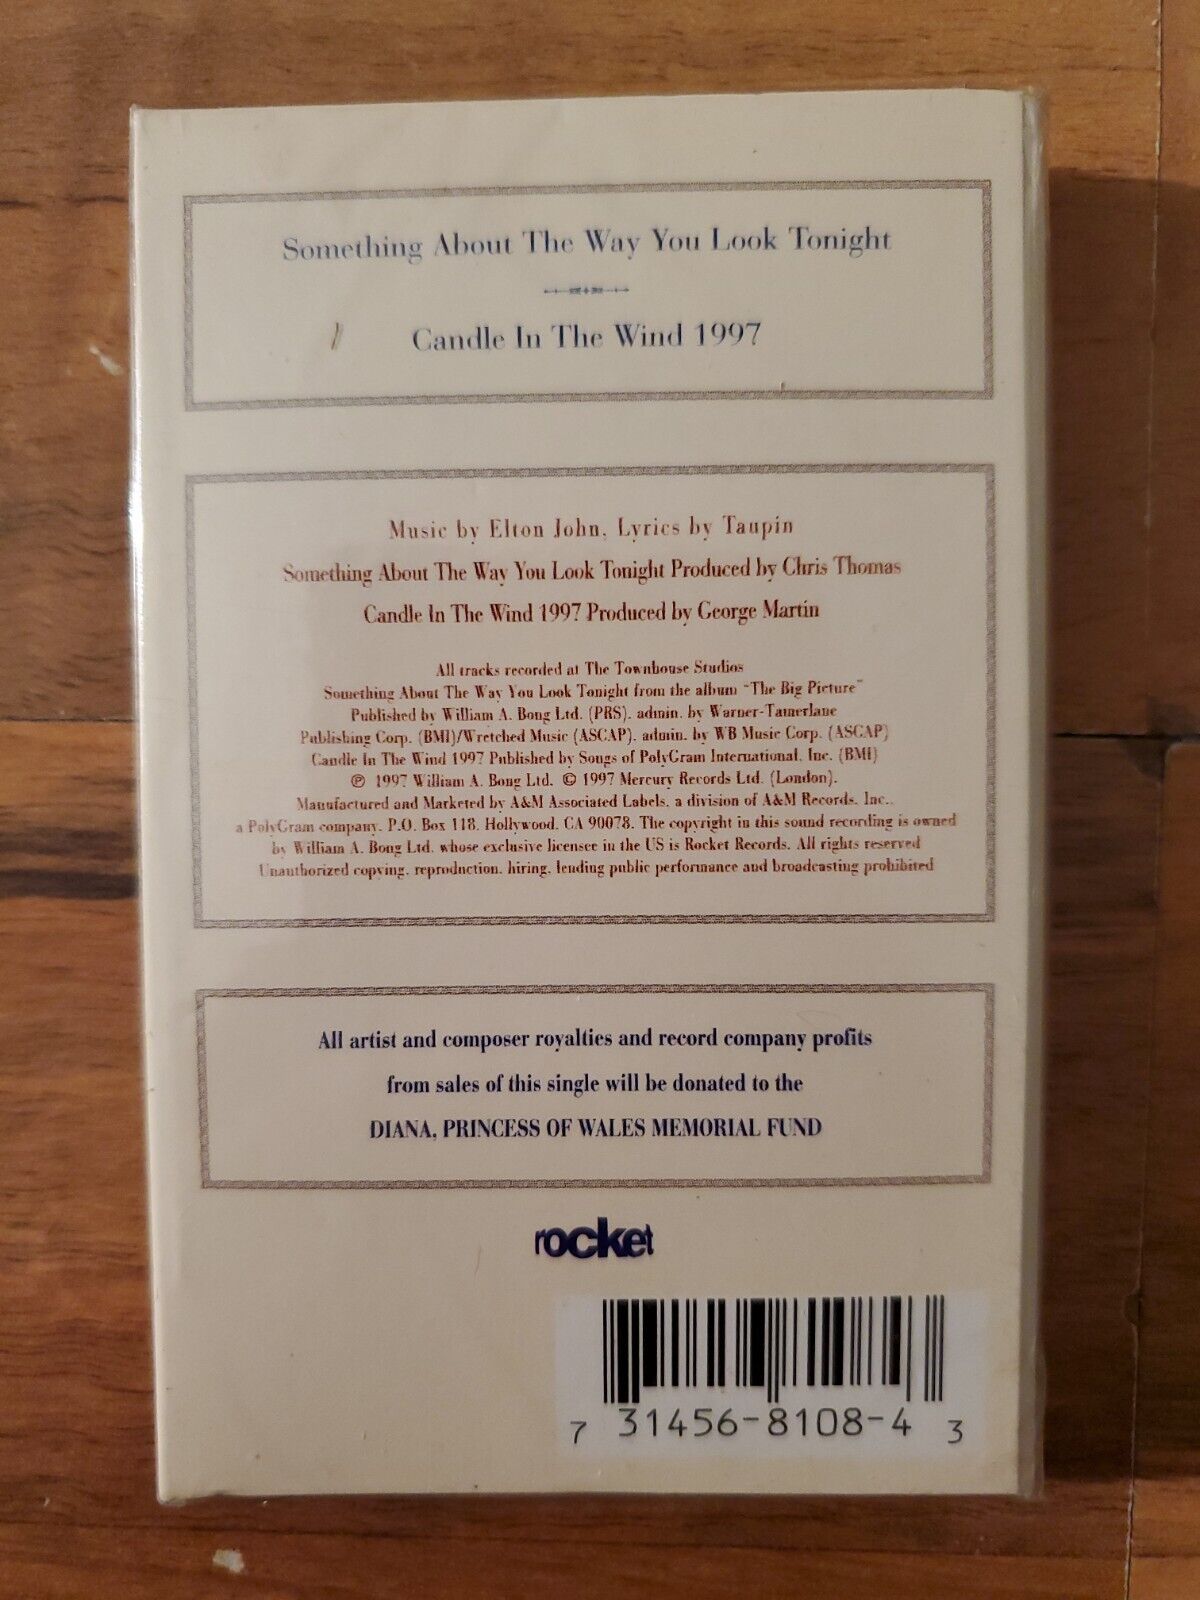 Something About The Way You Look Tonight
Candle In The Wind 1997
Music by Elton John, Lyrics by Taupin
Something About The Way You Look Tonight Produced by Chris Thomas
Candle In The Wind 1997 Produced by George Martin
All tracks recorded at The Townhouse Studios
Something About The Way You Look Tonight from the album "The Big Picture"
Published by William A. Bong Ltd. (PRS). admin. by Warner-Tamerlane
Publishing Corp. (BMI)/Wretched Music (ASCAP). admin. by WB Music Corp. (ASCAP)
Candle In The Wind 1997 Published by Songs of PolyGram International, Inc. (BMI)
℗ 1997 William A. Bong Ltd. © 1997 Mercury Records Ltd. (London).
Manufactured and Marketed by A&M Associated Labels, a division of A&M Records, Inc.,
a PolyGram company. P.O. Box 118, Hollywood, CA 90078. The copyright in this sound recording is owned
by William A. Bong Ltd. whose exclusive licensee in the US is Rocket Records. All rights reserved
Unauthorized copying, reproduction, hiring, lending public performance and broadcasting prohibited
All artist and composer royalties and record company profits
from sales of this single will be donated to the
DIANA, PRINCESS OF WALES MEMORIAL FUND
rocket
7 31456-8108-4 3